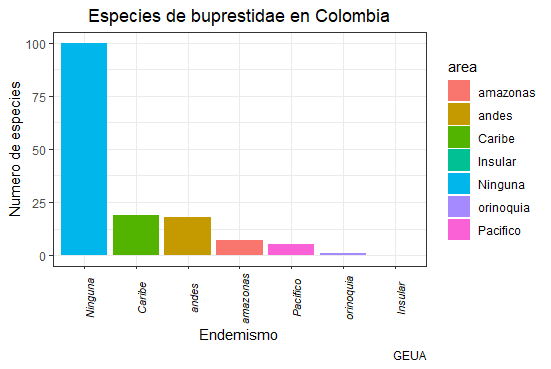 Especies de buprestidae en Colombia
Numero de especies
100
75
50
25
0
Ninguna
Caribe
andes
amazonas
Pacifico
orinoquia
Insular
Endemismo
area
amazonas
andes
Caribe
Insular
Ninguna
orinoquia
Pacifico
GEUA